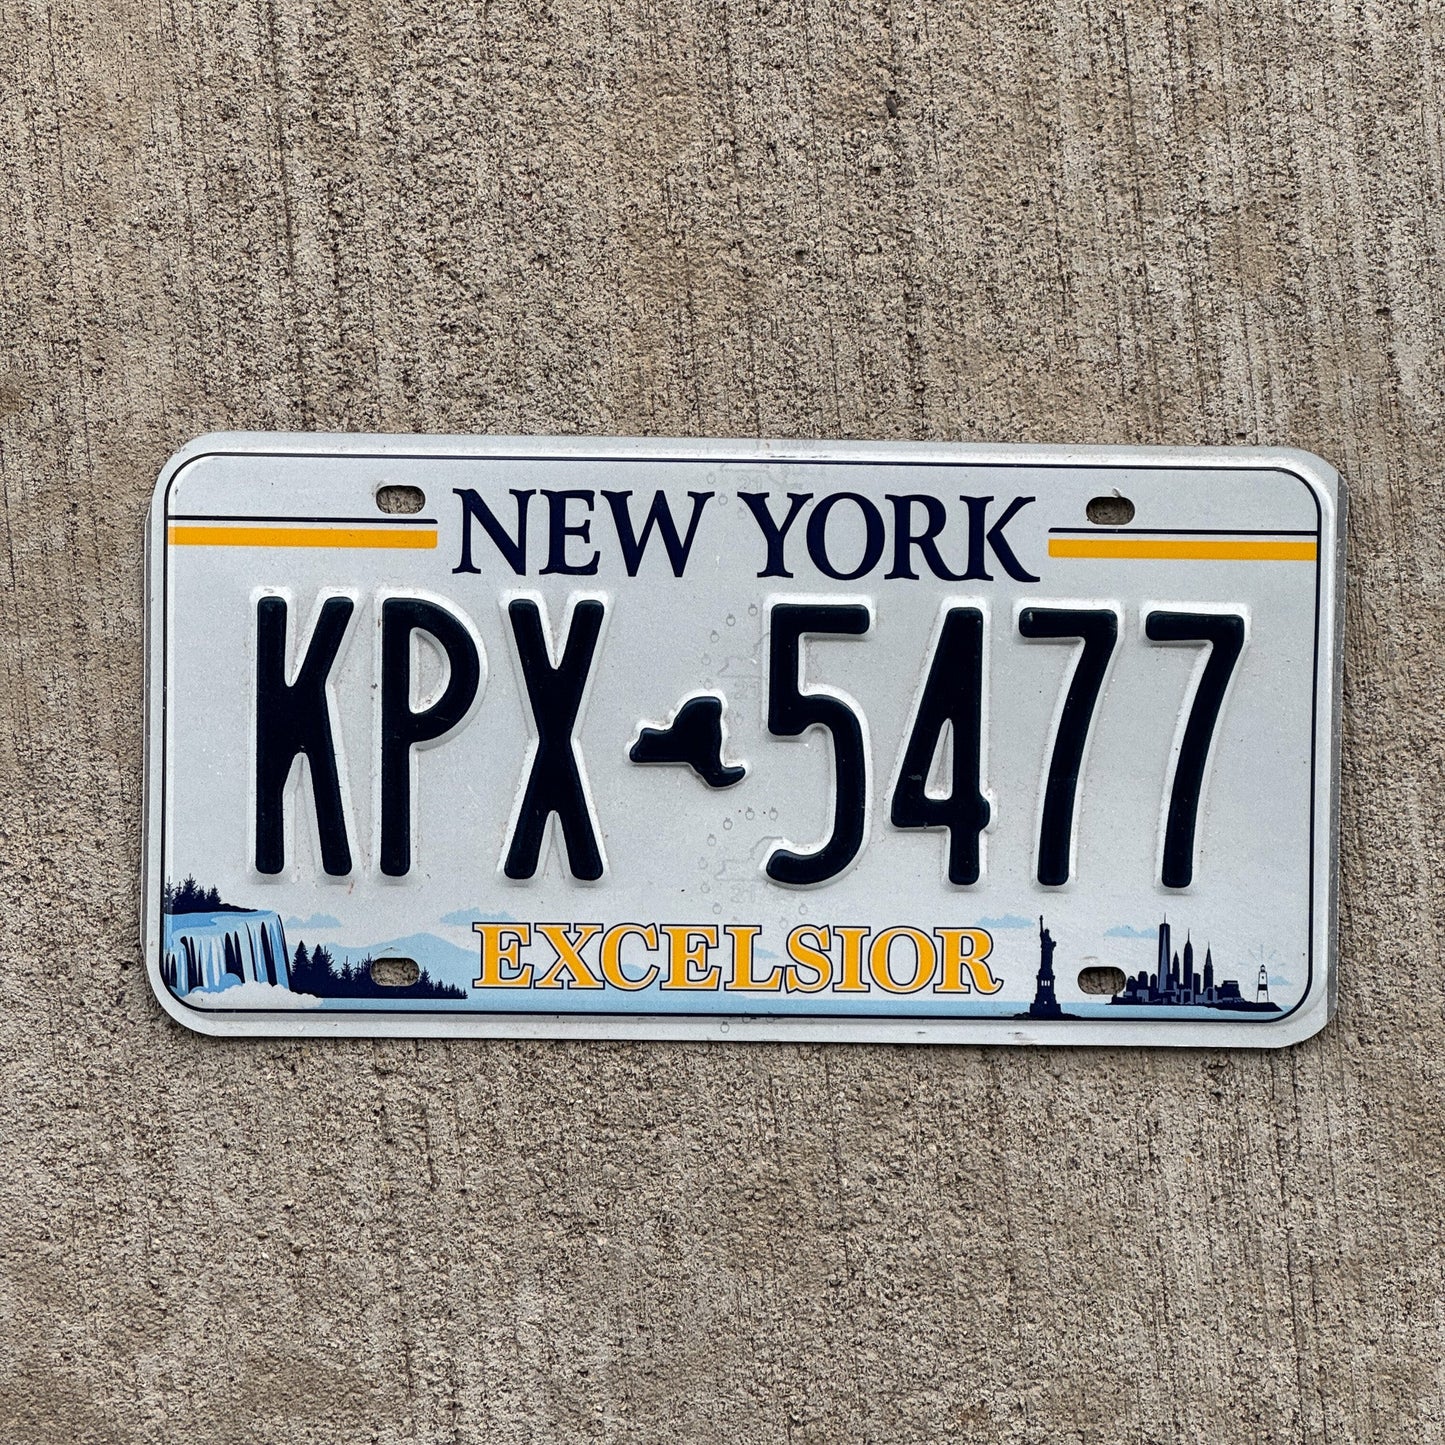 NEW YORK
KPX 5477
EXCELSIOR